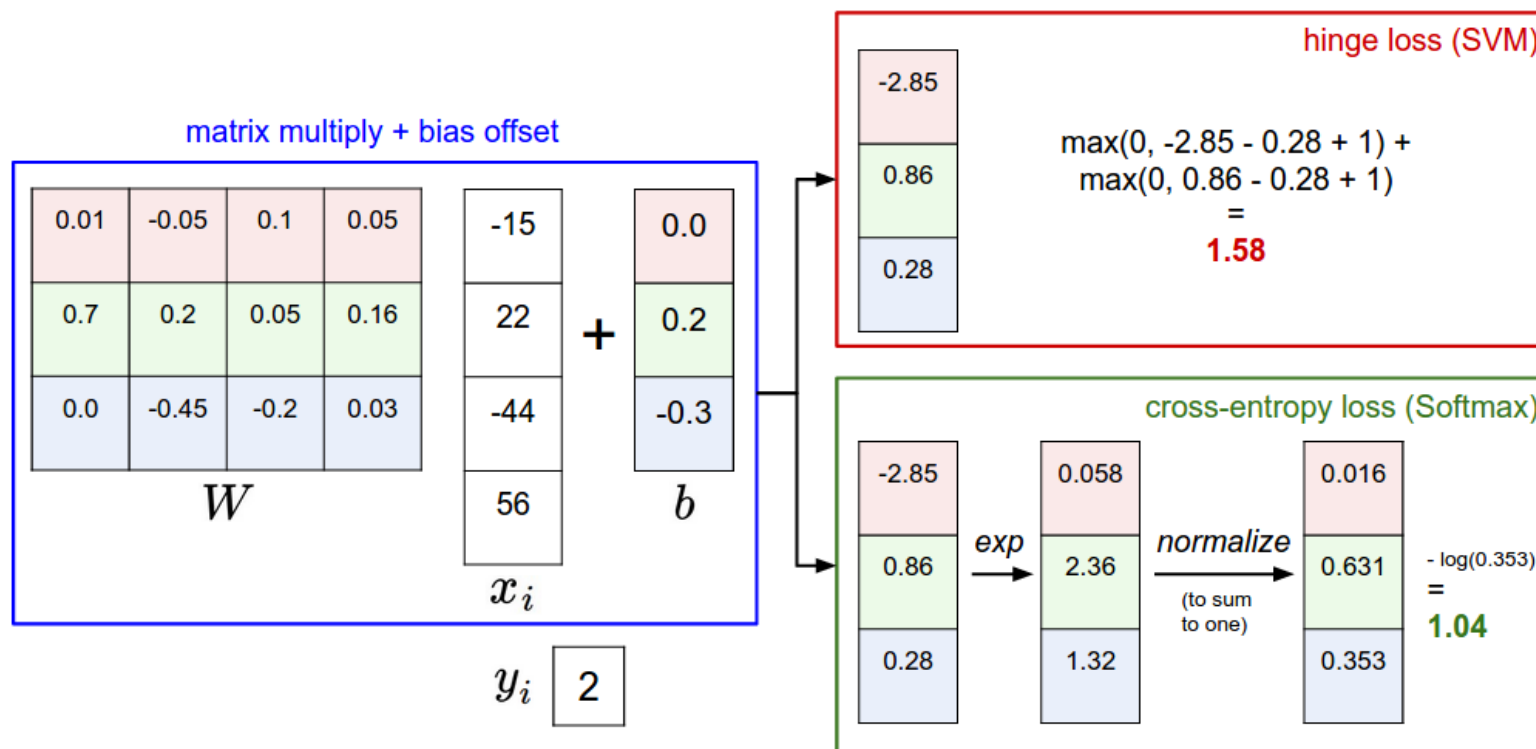 matrix multiply + bias offset
0.01 -0.05 0.1 0.05
0.7 0.2 0.05 0.16
0.0 -0.45 -0.2 0.03
W
-15
22
-44
56
x_i
+
0.0
0.2
-0.3
b
y_i 2
hinge loss (SVM)
-2.85
0.86
0.28
max(0, -2.85 - 0.28 + 1) +
max(0, 0.86 - 0.28 + 1)
=
1.58
cross-entropy loss (Softmax)
-2.85
0.86
0.28
exp
0.058
2.36
1.32
normalize
(to sum
to one)
0.016
0.631
0.353
- log(0.353)
=
1.04